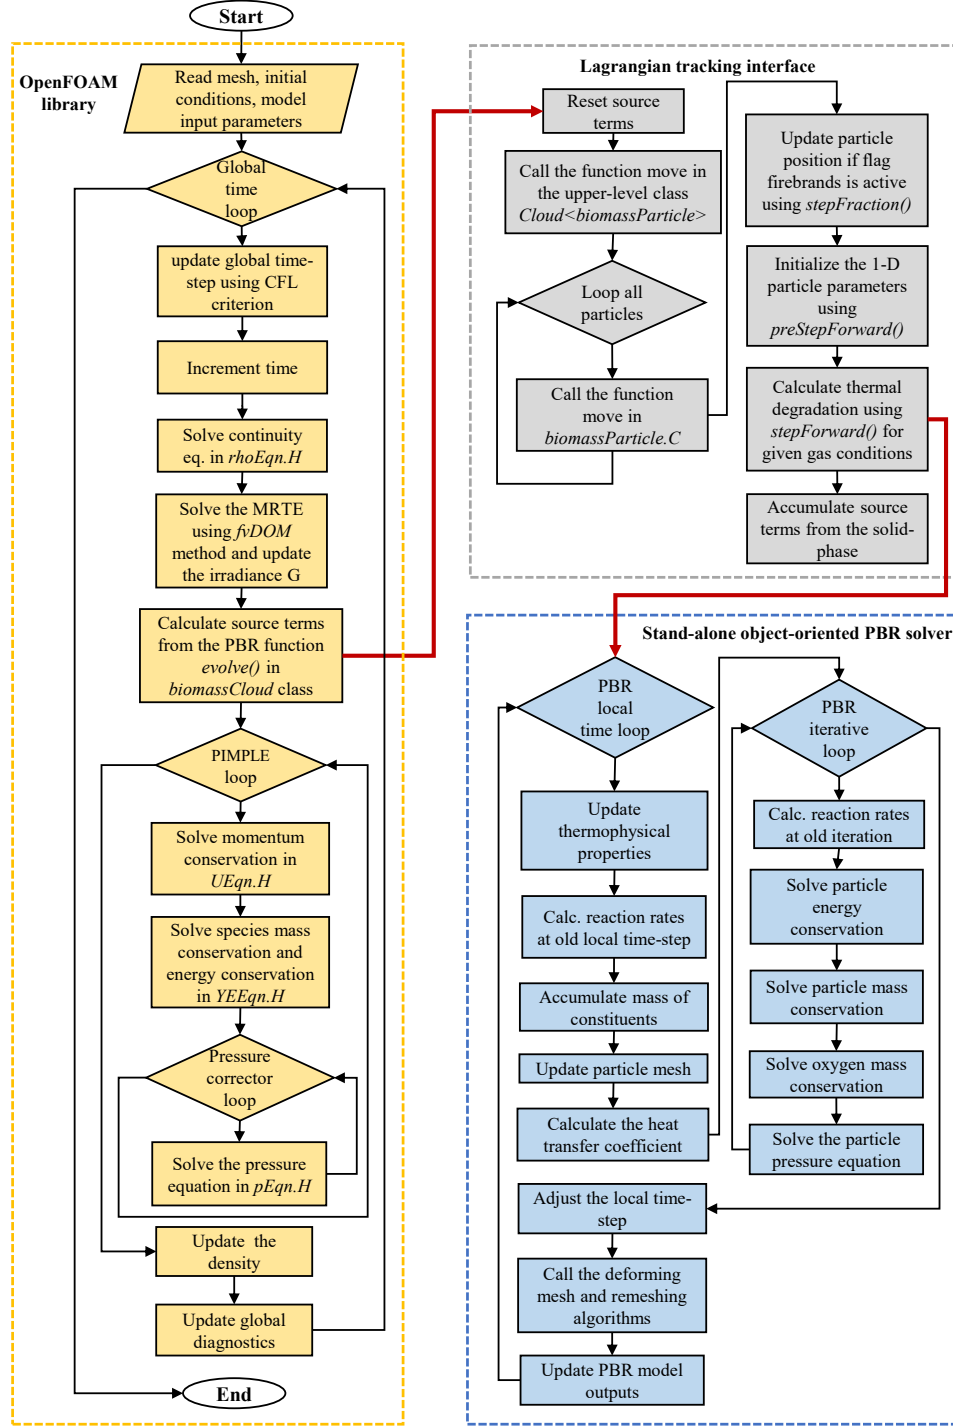 Start
OpenFOAM
library
Read mesh, initial
conditions, model
input parameters
Global
time
loop
update global time-
step using CFL
criterion
Increment time
Solve continuity
eq. in rhoEqn.H
Solve the MRTE
using fvDOM
method and update
the irradiance G
Calculate source terms
from the PBR function
evolve() in
biomassCloud class
PIMPLE
loop
Solve momentum
conservation in
UEqn.H
Solve species mass
conservation and
energy conservation
in YEEqn.H
Pressure
corrector
loop
Solve the pressure
equation in pEqn.H
Update the
density
Update global
diagnostics
End
Lagrangian tracking interface
Reset source
terms
Call the function move in
the upper-level class
Cloud<biomassParticle>
Loop all
particles
Call the function
move in
biomassParticle.C
Update particle
position if flag
firebrands is active
using stepFraction()
Initialize the 1-D
particle parameters
using
preStepForward()
Calculate thermal
degradation using
stepForward() for
given gas conditions
Accumulate source
terms from the solid-
phase
Stand-alone object-oriented PBR solver
PBR
local
time loop
Update
thermophysical
properties
Calc. reaction rates
at old local time-step
Accumulate mass of
constituents
Update particle mesh
Calculate the heat
transfer coefficient
PBR
iterative
loop
Calc. reaction rates
at old iteration
Solve particle
energy
conservation
Solve particle mass
conservation
Solve oxygen mass
conservation
Solve the particle
pressure equation
Adjust the local time-
step
Call the deforming
mesh and remeshing
algorithms
Update PBR model
outputs